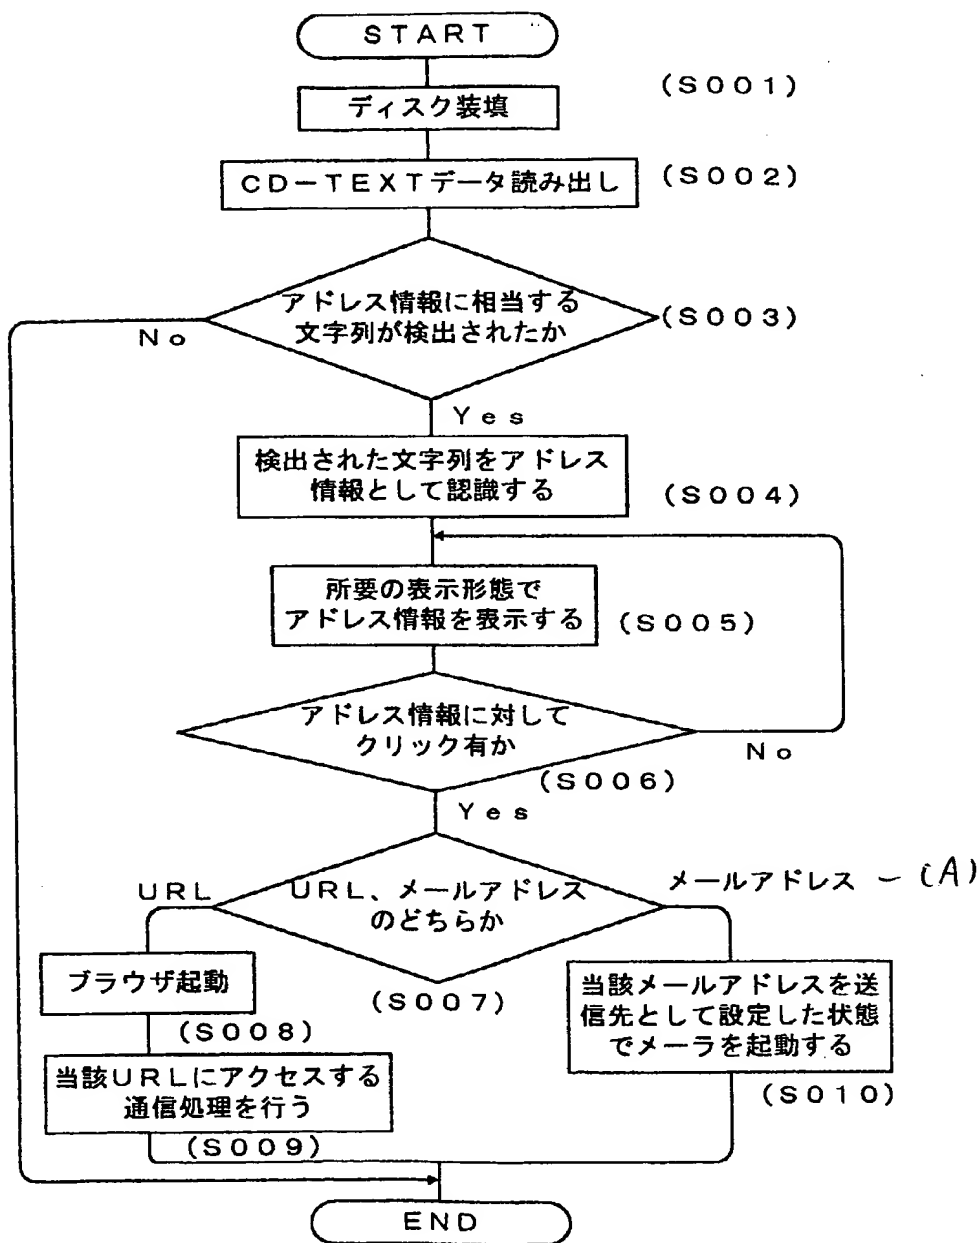 START
(S001)
ディスク装填
CD-TEXTデータ読み出し
(S002)
アドレス情報に相当する
文字列が検出されたか
(S003)
No
Yes
検出された文字列をアドレス
情報として認識する
(S004)
所要の表示形態で
アドレス情報を表示する
(S005)
アドレス情報に対して
クリック有か
No
(S006)
Yes
URL
URL、メールアドレス
のどちらか
メールアドレス - (A)
(S007)
ブラウザ起動
(S008)
当該メールアドレスを送
信先として設定した状態
でメーラを起動する
(S010)
当該URLにアクセスする
通信処理を行う
(S009)
END